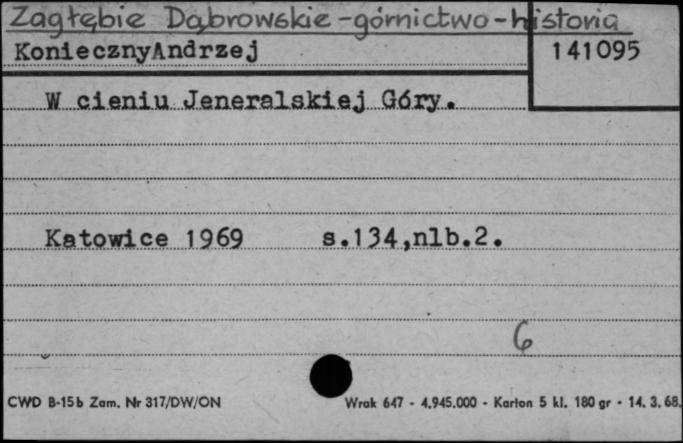 Zagłębie Dąbrowskie - górnictwo - historia
KoniecznyAndrzej
141095
W cieniu Jeneralskiej Góry.
Katowice 1969 s.134,nlb.2.
6
CWD B-15b Zam. Nr 317/DW/ON
Wrak 647 - 4.945.000 - Karton 5 kl. 180 gr - 14. 3. 68.